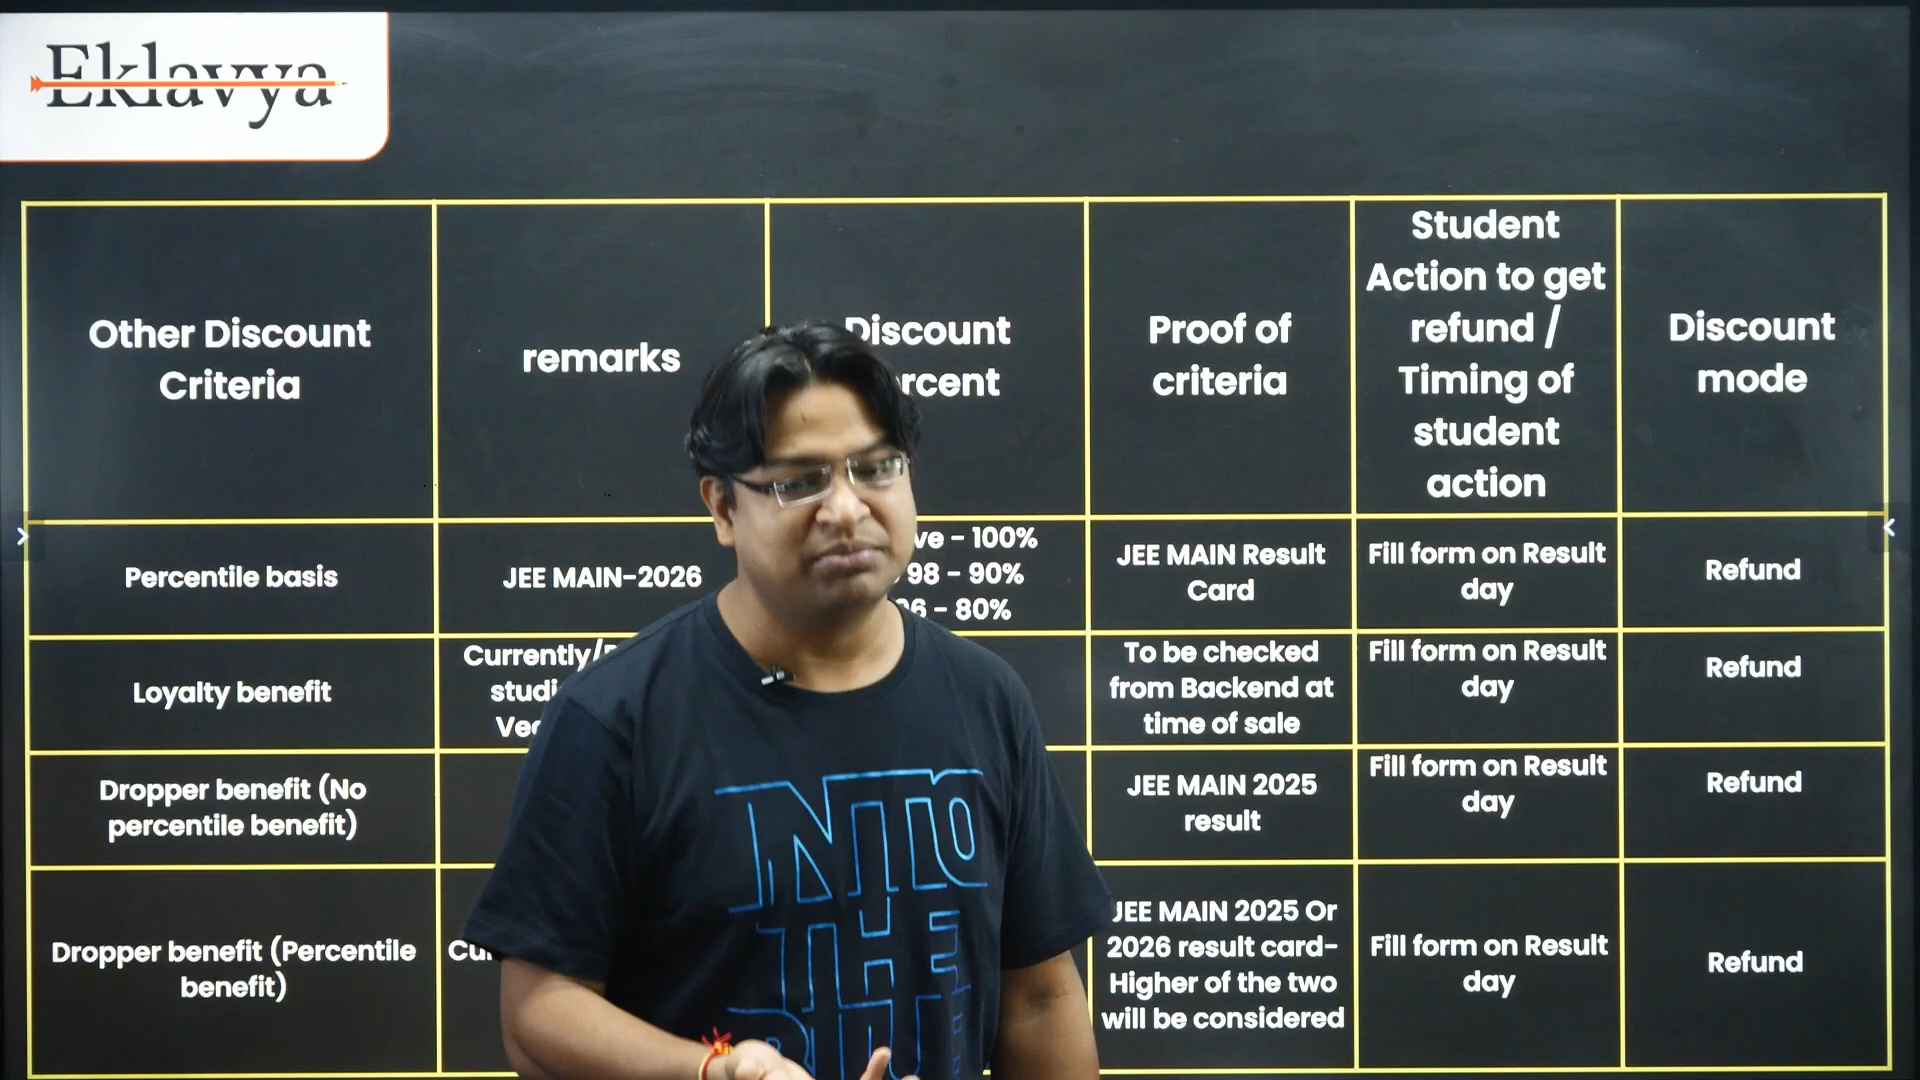 Eklavya
Other Discount
Criteria
remarks
Discount
Proof of
criteria
Student
Action to get
refund /
Timing of
student
action
Discount
mode
Percentile basis
JEE MAIN-2026
- 100%
98 - 90%
- 80%
JEE MAIN Result
Card
Fill form on Result
day
Refund
Loyalty benefit
Currently/
To be checked
from Backend at
time of sale
Fill form on Result
day
Refund
Dropper benefit (No
percentile benefit)
JEE MAIN 2025
result
Fill form on Result
day
Refund
Dropper benefit (Percentile
benefit)
JEE MAIN 2025 Or
2026 result card-
Higher of the two
will be considered
Fill form on Result
day
Refund
INTO
THE